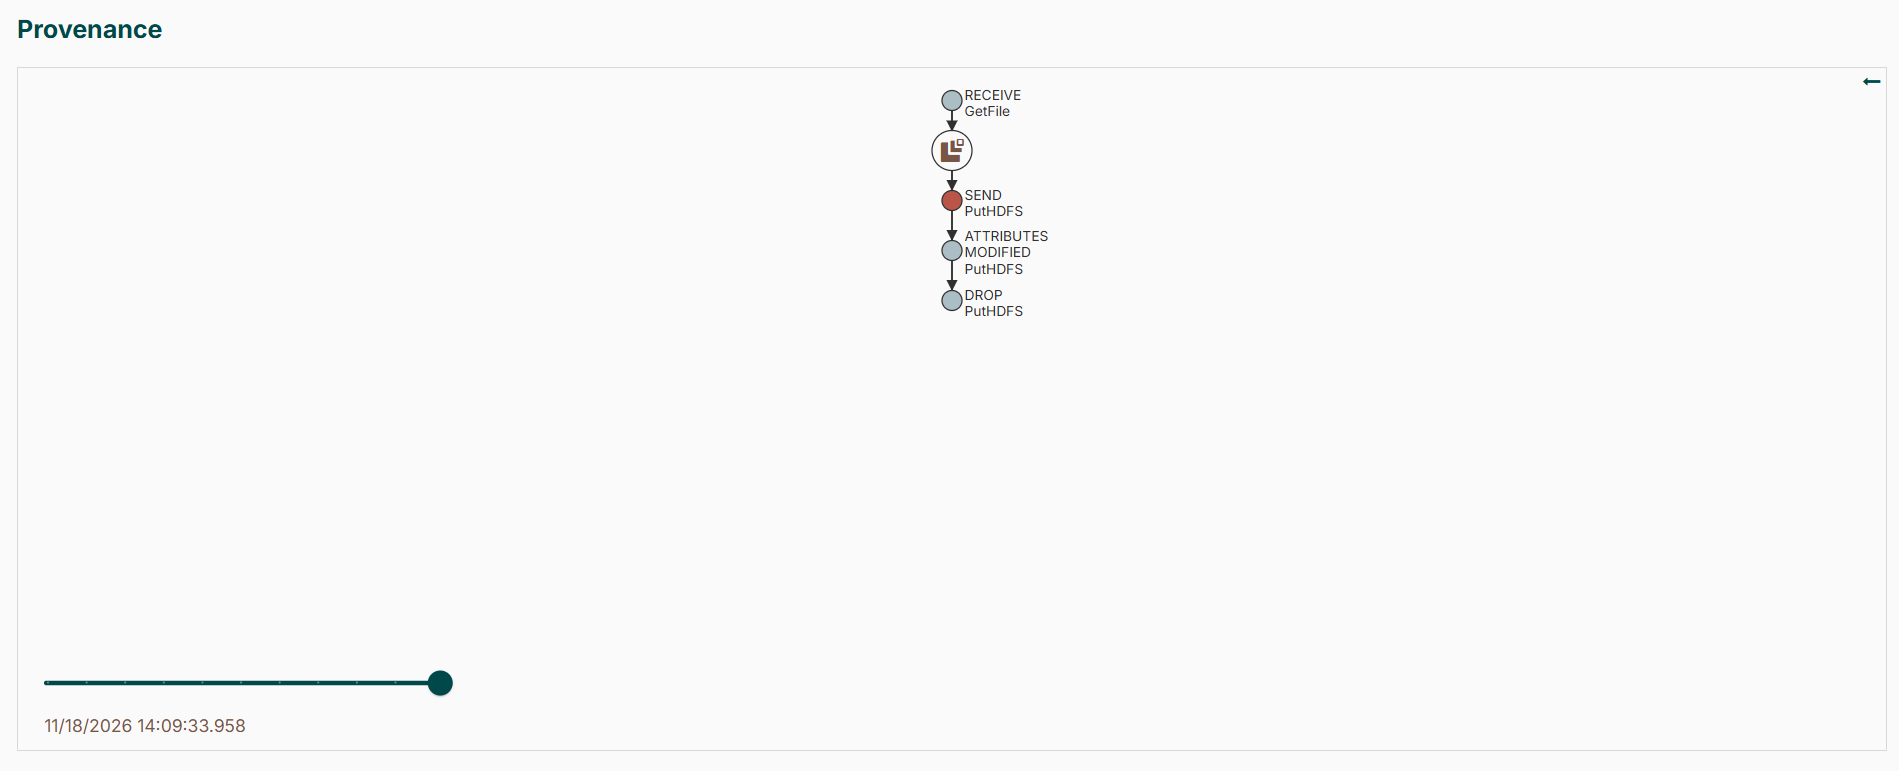 Provenance
RECEIVE
GetFile
SEND
PutHDFS
ATTRIBUTES
MODIFIED
PutHDFS
DROP
PutHDFS
11/18/2026 14:09:33.958